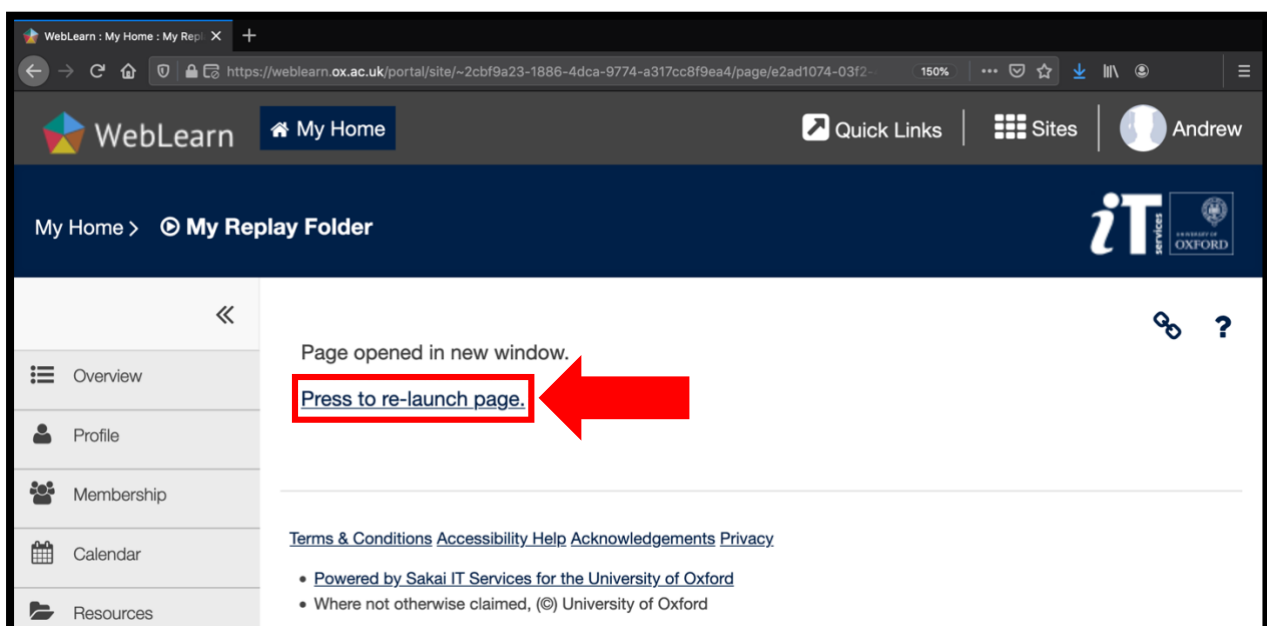 WebLearn : My Home : My Repl
https://weblearn.ox.ac.uk/portal/site/~2cbf9a23-1886-4dca-9774-a317cc8f9ea4/page/e2ad1074-03f2- 150%
WebLearn My Home Quick Links Sites Andrew
My Home > My Replay Folder
iT services UNIVERSITY OF OXFORD
Page opened in new window.
Press to re-launch page.
Overview
Profile
Membership
Calendar
Resources
Terms & Conditions Accessibility Help Acknowledgements Privacy
• Powered by Sakai IT Services for the University of Oxford
• Where not otherwise claimed, (©) University of Oxford